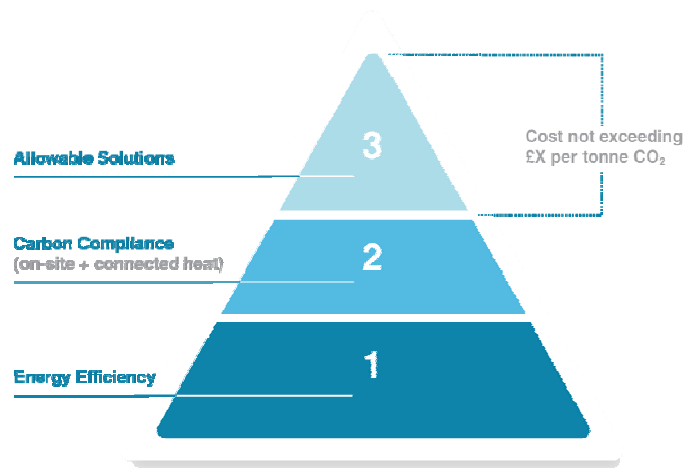 3
Cost not exceeding
£X per tonne CO₂
Allowable Solutions
Carbon Compliance
(on-site + connected heat)
2
1
Energy Efficiency